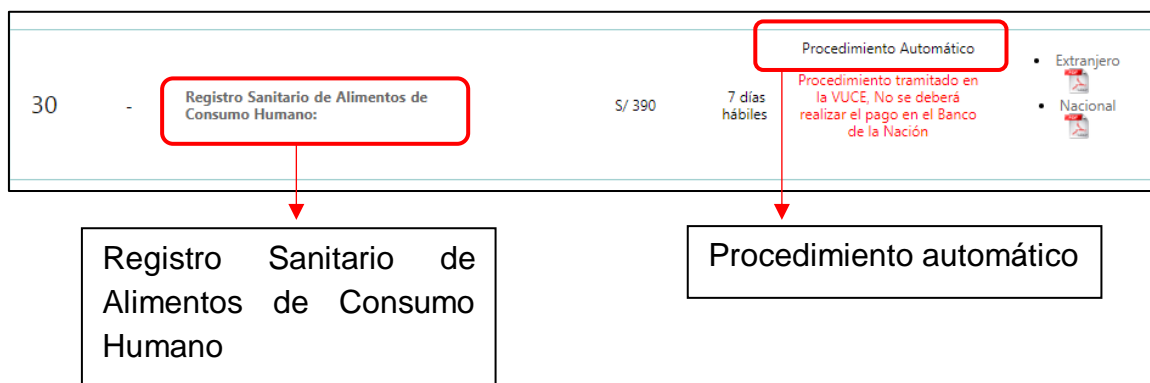 30
-
Registro Sanitario de Alimentos de
Consumo Humano:
S/ 390
7 días
hábiles
Procedimiento Automático
Procedimiento tramitado en
la VUCE, No se deberá
realizar el pago en el Banco
de la Nación
Extranjero
PDF
Nacional
PDF
Registro Sanitario de
Alimentos de Consumo
Humano
Procedimiento automático